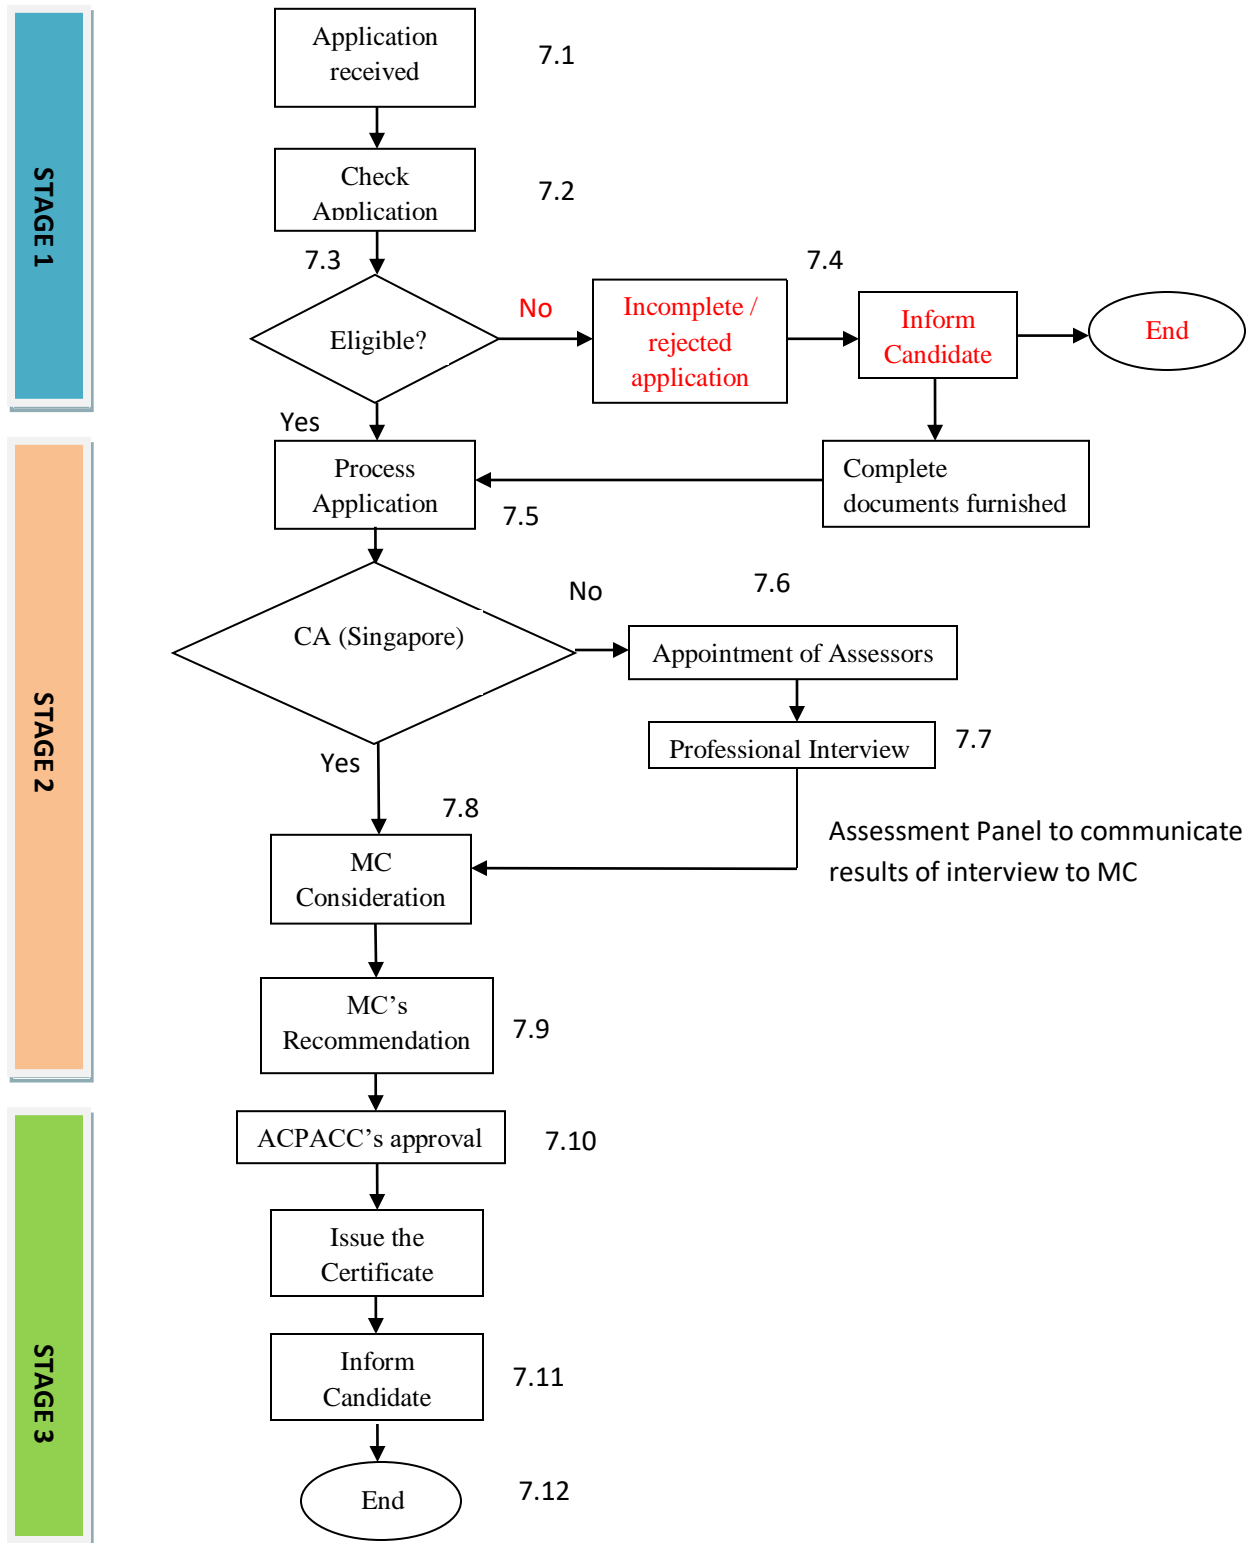 STAGE 1
Application
received
7.1
Check
Application
7.2
7.3
Eligible?
No
Incomplete /
rejected
application
7.4
Inform
Candidate
End
Yes
STAGE 2
Process
Application
7.5
Complete
documents furnished
CA (Singapore)
No
7.6
Appointment of Assessors
Professional Interview
7.7
Yes
7.8
MC
Consideration
Assessment Panel to communicate
results of interview to MC
MC’s
Recommendation
7.9
STAGE 3
ACPACC’s approval
7.10
Issue the
Certificate
Inform
Candidate
7.11
End
7.12